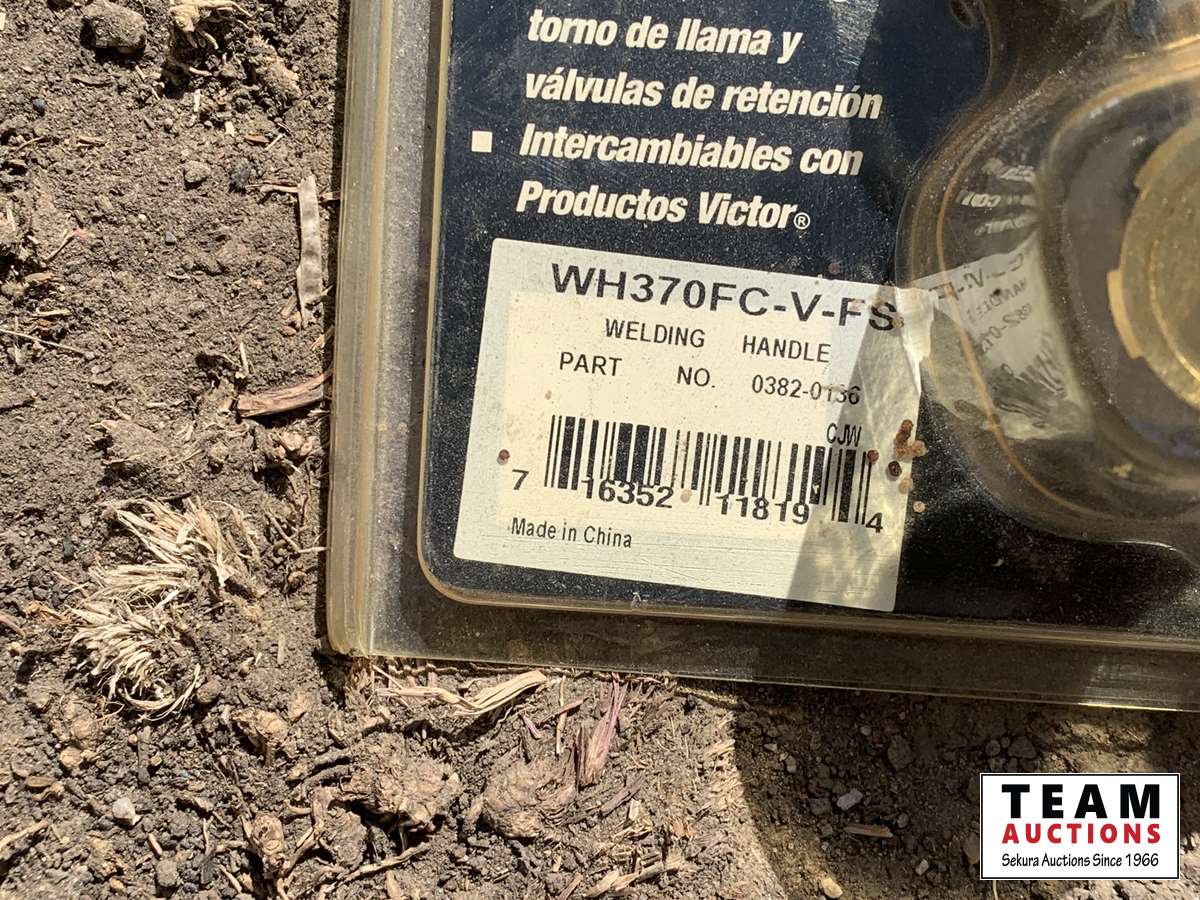 torno de llama y
válvulas de retención
■ Intercambiables con
Productos Victor®
WH370FC-V-FS
WELDING HANDLE
PART NO. 0382-0136
CJW
7 16352 11819 4
Made in China
TEAM
AUCTIONS
Sekura Auctions Since 1966